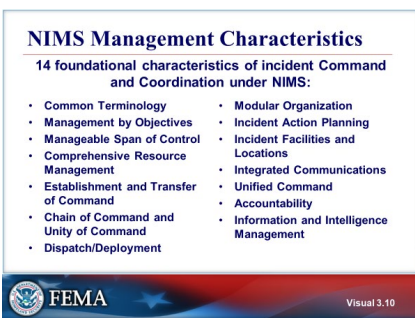 NIMS Management Characteristics
14 foundational characteristics of incident Command
and Coordination under NIMS:
• Common Terminology
• Management by Objectives
• Manageable Span of Control
• Comprehensive Resource
Management
• Establishment and Transfer
of Command
• Chain of Command and
Unity of Command
• Dispatch/Deployment
• Modular Organization
• Incident Action Planning
• Incident Facilities and
Locations
• Integrated Communications
• Unified Command
• Accountability
• Information and Intelligence
Management
FEMA
Visual 3.10